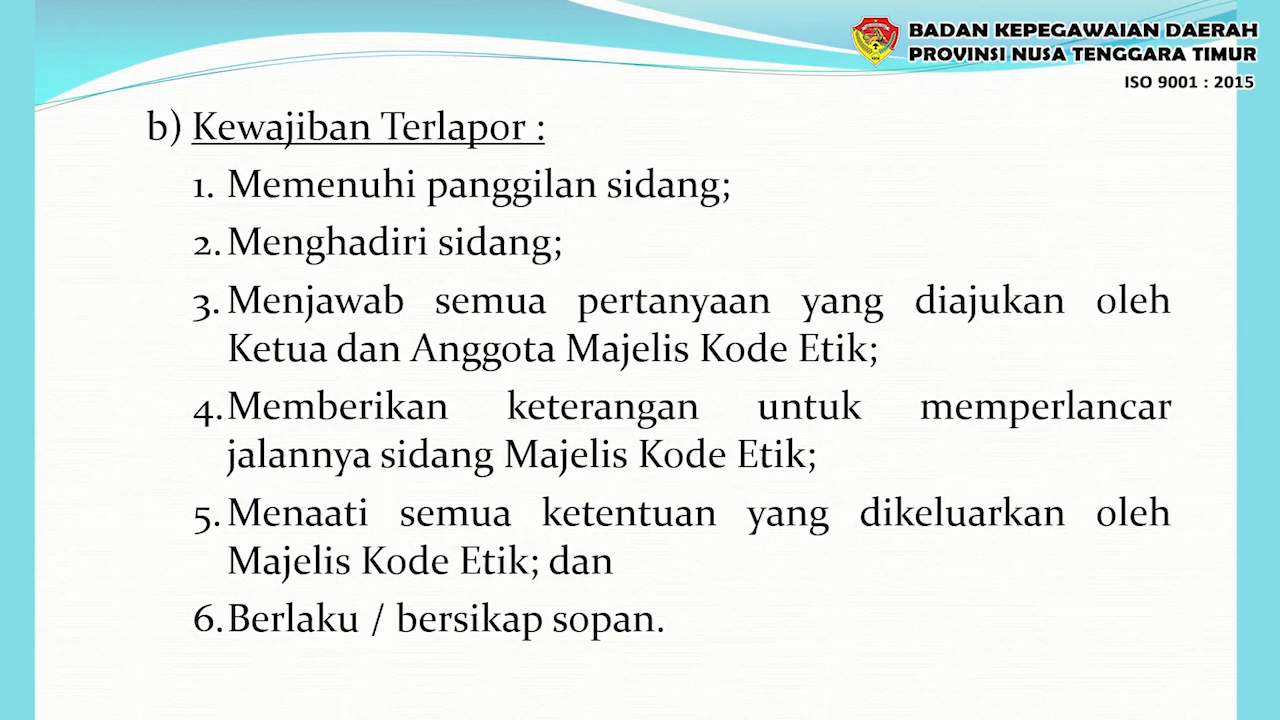 BADAN KEPEGAWAIAN DAERAH
PROVINSI NUSA TENGGARA TIMUR
ISO 9001 : 2015
b) Kewajiban Terlapor :
1. Memenuhi panggilan sidang;
2. Menghadiri sidang;
3. Menjawab semua pertanyaan yang diajukan oleh
Ketua dan Anggota Majelis Kode Etik;
4. Memberikan keterangan untuk memperlancar
jalannya sidang Majelis Kode Etik;
5. Menaati semua ketentuan yang dikeluarkan oleh
Majelis Kode Etik; dan
6. Berlaku / bersikap sopan.